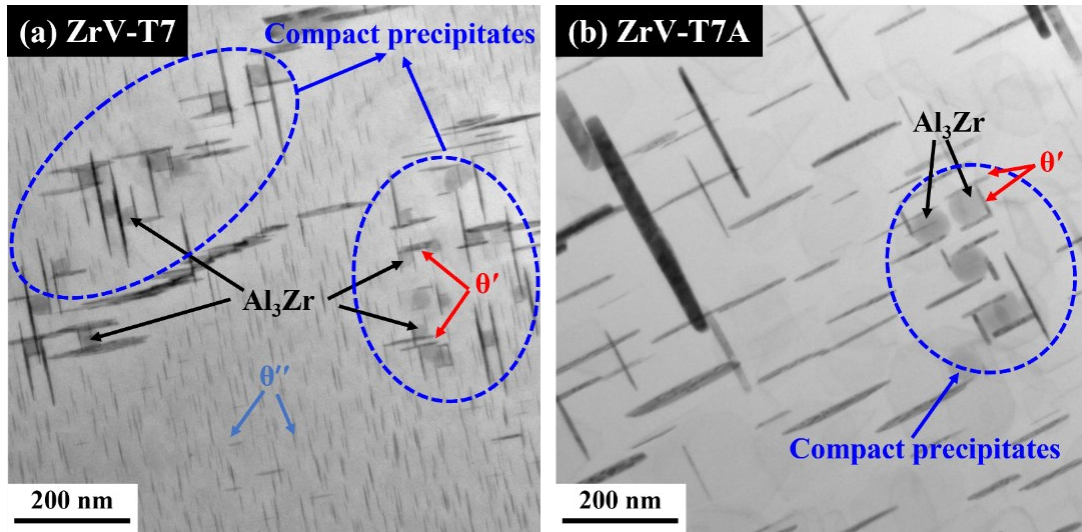 (a) ZrV-T7
Compact precipitates
Al₃Zr
θ′
θ′′
200 nm
(b) ZrV-T7A
Al₃Zr
θ′
Compact precipitates
200 nm